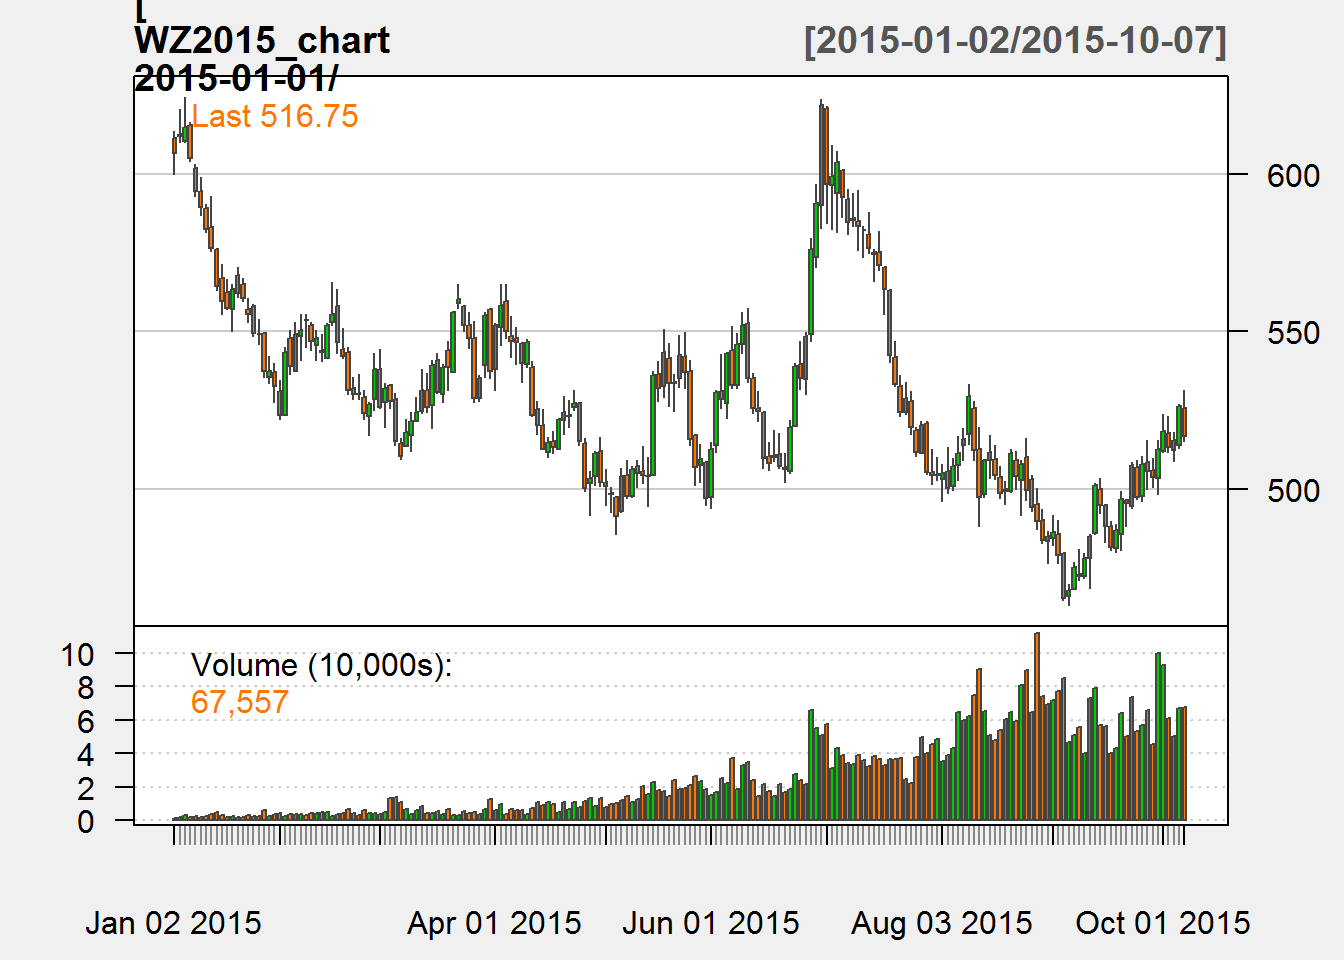 [
WZ2015_chart
[2015-01-02/2015-10-07]
2015-01-01/
Last 516.75
600
550
500
Volume (10,000s):
67,557
10
8
6
4
2
0
Jan 02 2015
Apr 01 2015
Jun 01 2015
Aug 03 2015
Oct 01 2015